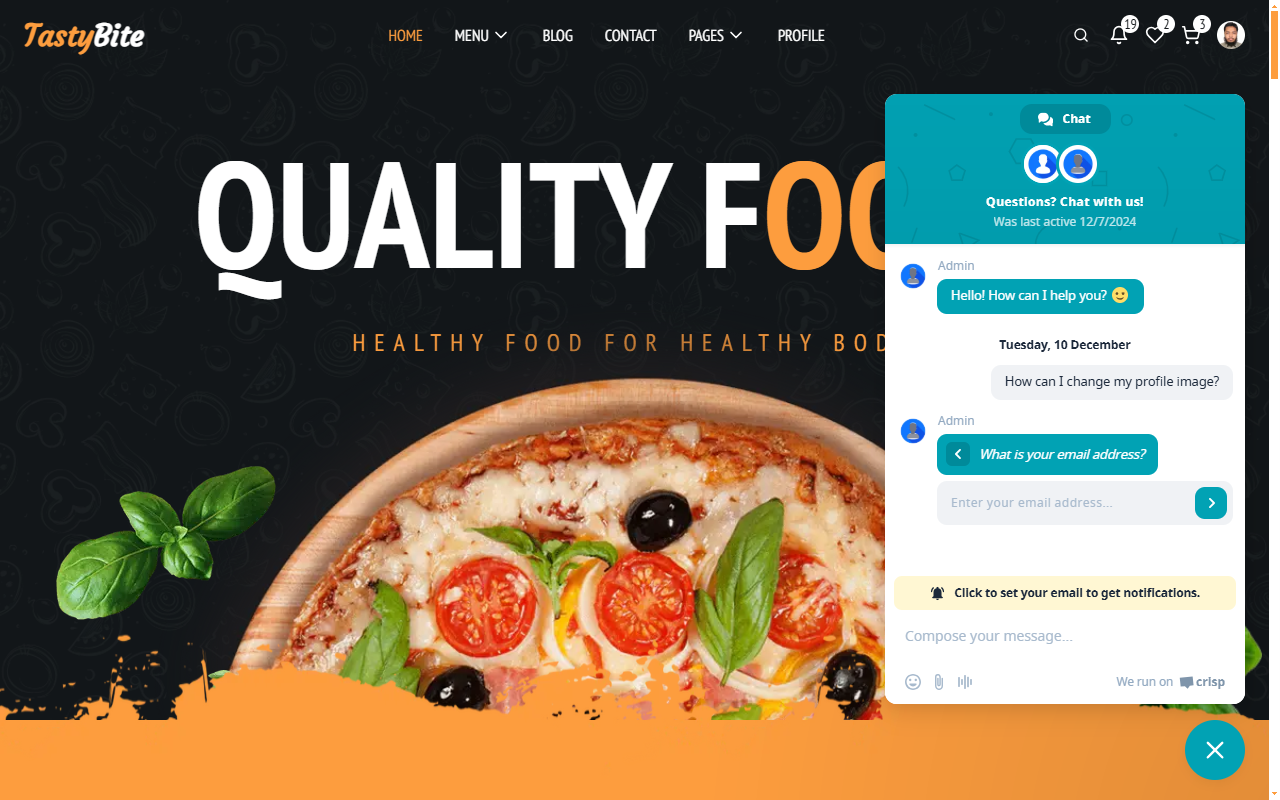 TastyBite
HOME
MENU
BLOG
CONTACT
PAGES
PROFILE
19
2
3
QUALITY FOO
HEALTHY FOOD FOR HEALTHY BOD
Chat
Questions? Chat with us!
Was last active 12/7/2024
Admin
Hello! How can I help you?
Tuesday, 10 December
How can I change my profile image?
Admin
What is your email address?
Enter your email address...
Click to set your email to get notifications.
Compose your message...
We run on crisp